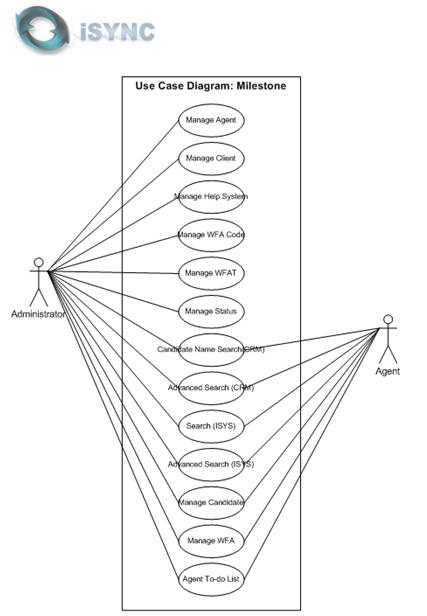 iSYNC
Use Case Diagram: Milestone
Manage Agent
Manage Client
Manage Help System
Manage WFA Code
Manage WFAT
Manage Status
Administrator
Candidate Name Search(CRM)
Agent
Advanced Search (CRM)
Search (ISYS)
Advanced Search (ISYS)
Manage Candidate
Manage WFA
Agent To-do List